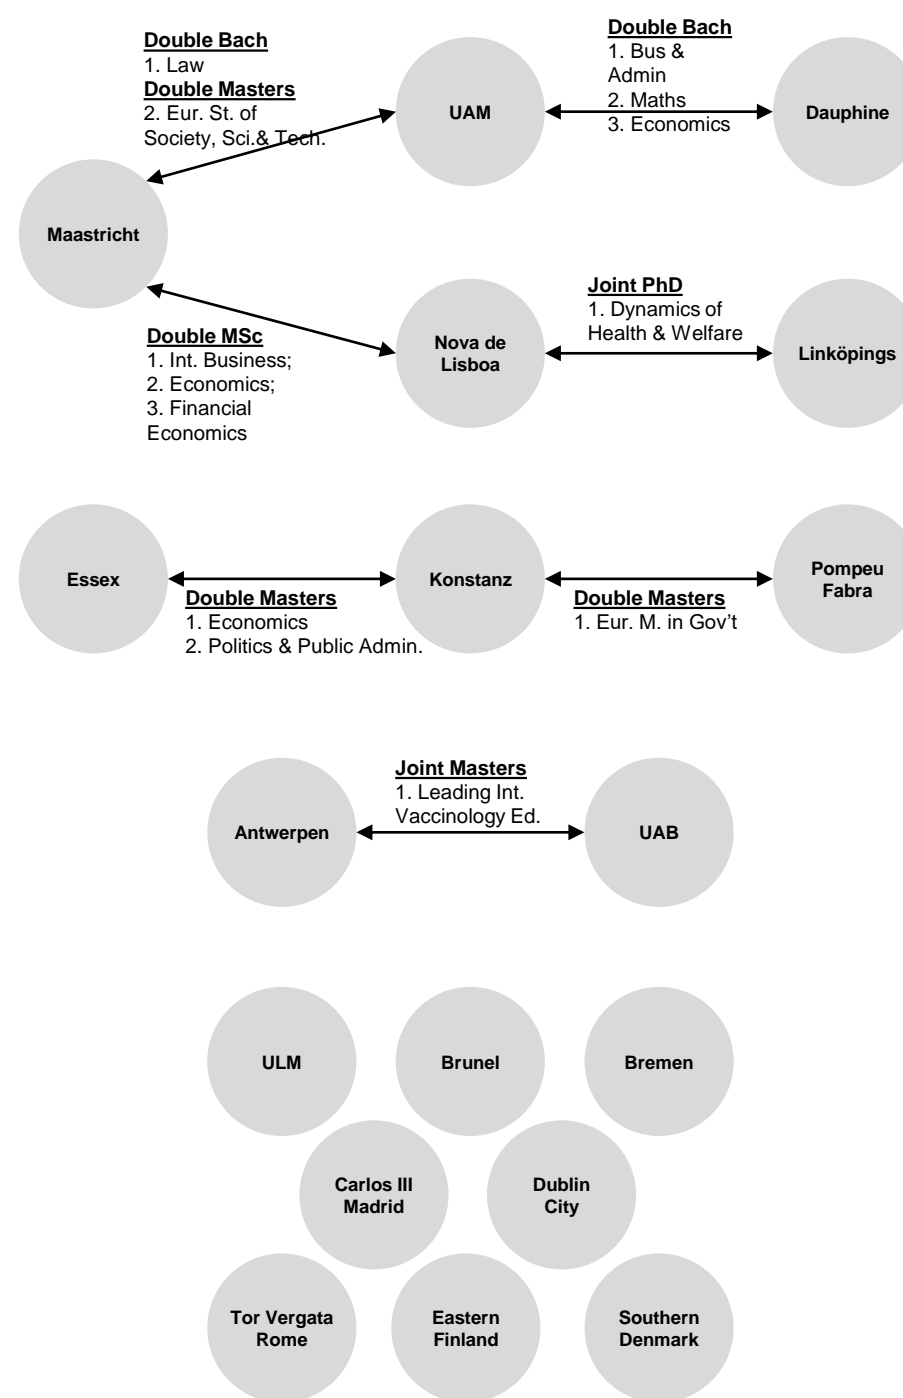 Double Bach
1. Law
Double Masters
2. Eur. St. of
Society, Sci.& Tech.
UAM
Double Bach
1. Bus &
Admin
2. Maths
3. Economics
Dauphine
Maastricht
Double MSc
1. Int. Business;
2. Economics;
3. Financial
Economics
Nova de
Lisboa
Joint PhD
1. Dynamics of
Health & Welfare
Linköpings
Essex
Double Masters
1. Economics
2. Politics & Public Admin.
Konstanz
Double Masters
1. Eur. M. in Gov’t
Pompeu
Fabra
Antwerpen
Joint Masters
1. Leading Int.
Vaccinology Ed.
UAB
ULM
Brunel
Bremen
Carlos III
Madrid
Dublin
City
Tor Vergata
Rome
Eastern
Finland
Southern
Denmark